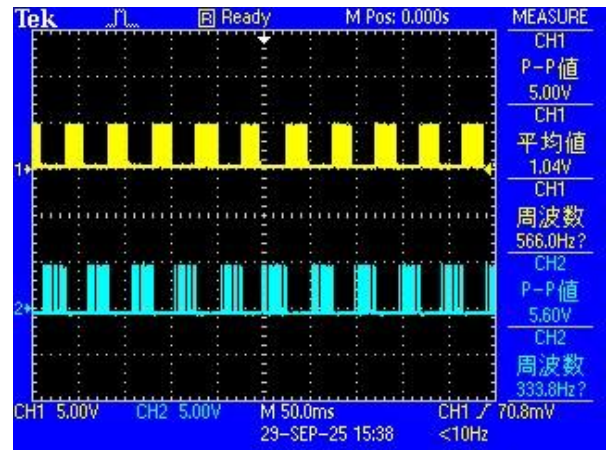 Tek
R Ready
M Pos: 0.000s
MEASURE
CH1
P-P値
5.00V
CH1
平均値
1.04V
CH1
周波数
566.0Hz?
CH2
P-P値
5.60V
CH2
周波数
333.8Hz?
1
2
CH1 5.00V
CH2 5.00V
M 50.0ms
CH1
70.8mV
29-SEP-25 15:38
<10Hz